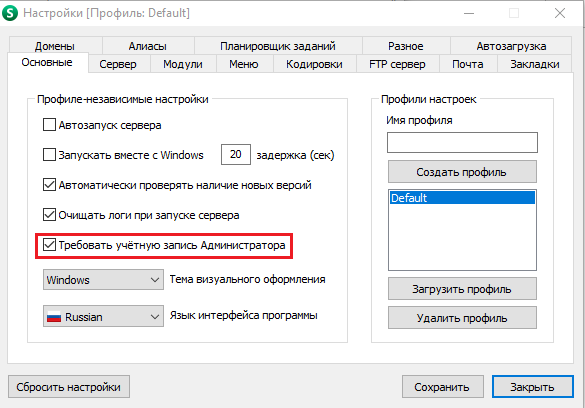 Настройки [Профиль: Default]
Домены Алиасы Планировщик заданий Разное Автозагрузка
Основные Сервер Модули Меню Кодировки FTP сервер Почта Закладки
Профиле-независимые настройки
Автозапуск сервера
Запускать вместе с Windows 20 задержка (сек)
Автоматически проверять наличие новых версий
Очищать логи при запуске сервера
Требовать учётную запись Администратора
Windows Тема визуального оформления
Russian Язык интерфейса программы
Профили настроек
Имя профиля
Создать профиль
Default
Загрузить профиль
Удалить профиль
Сбросить настройки Сохранить Закрыть